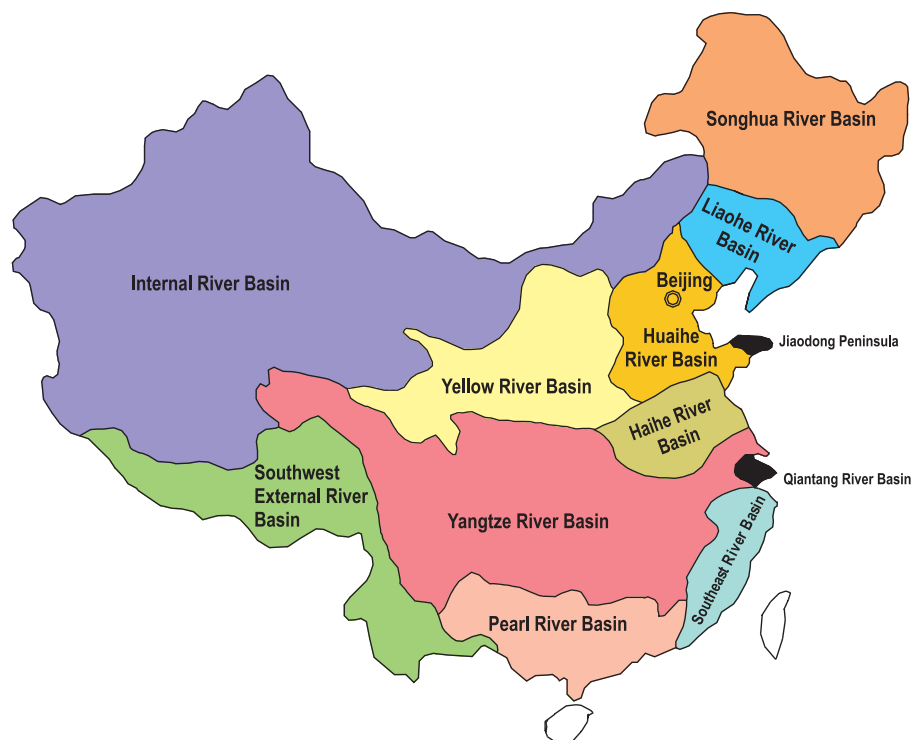 Songhua River Basin
Liaohe River
Basin
Internal River Basin
Beijing
Huaihe
River Basin
Jiaodong Peninsula
Yellow River Basin
Haihe River
Basin
Southwest
External River
Basin
Qiantang River Basin
Yangtze River Basin
Southeast River Basin
Pearl River Basin